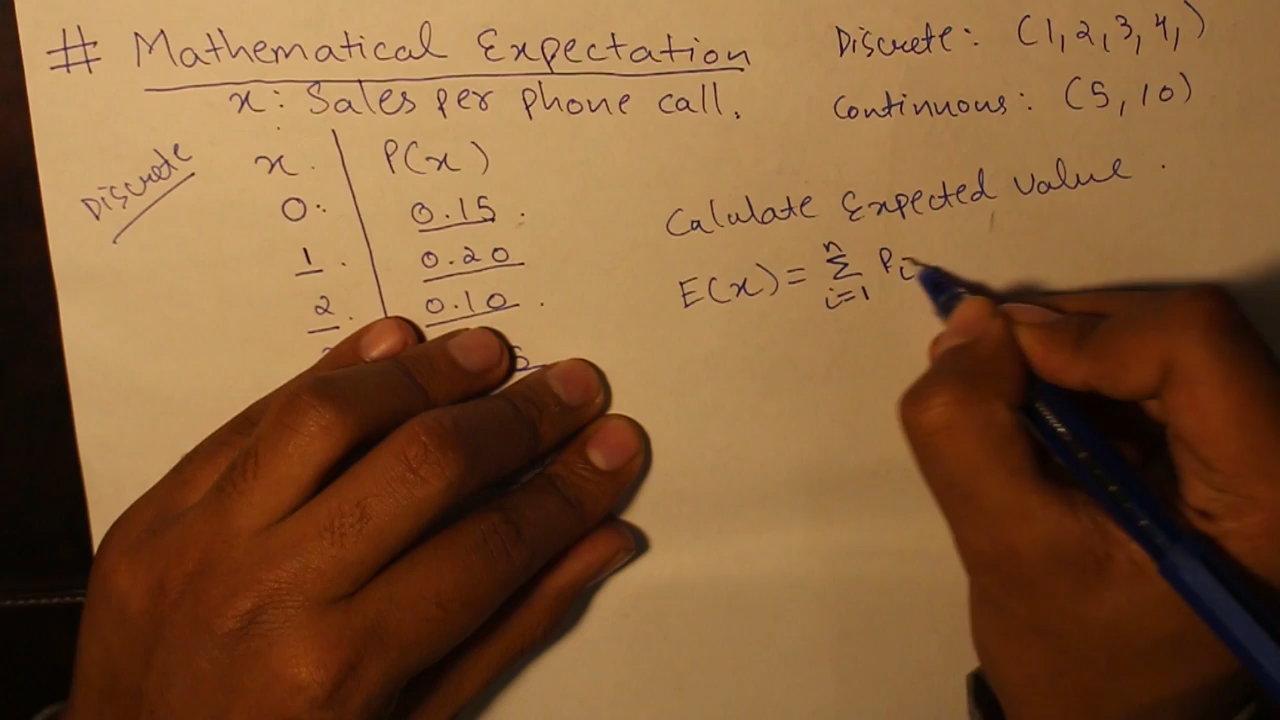 # Mathematical Expectation
x: Sales per phone call.
Discrete: (1,2,3,4,)
Continuous: (5,10)
Discrete
x. P(x)
0. 0.15.
1. 0.20
2. 0.10.
Calulate Expected Value.
E(x) = n∑i=1 Pi